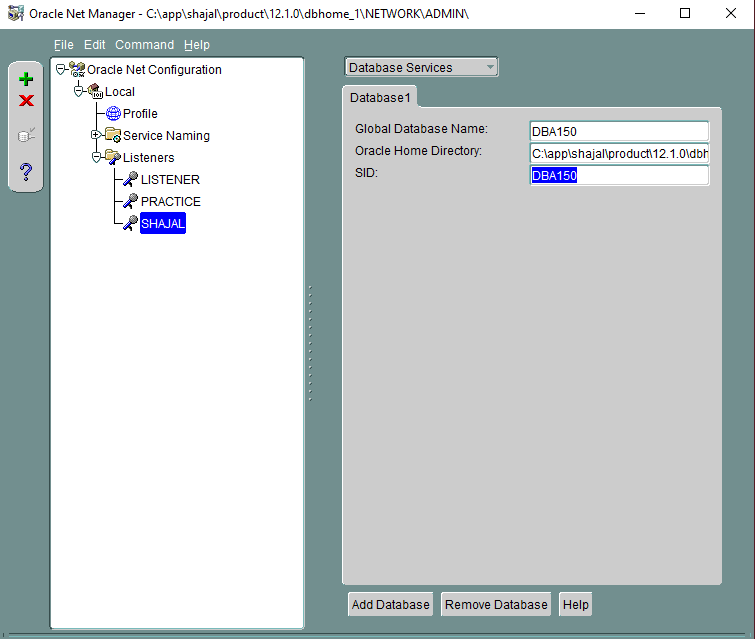 Oracle Net Manager - C:\app\shajal\product\12.1.0\dbhome_1\NETWORK\ADMIN\
File Edit Command Help
Oracle Net Configuration
Local
Profile
Service Naming
Listeners
LISTENER
PRACTICE
SHAJAL
Database Services
Database1
Global Database Name: DBA150
Oracle Home Directory: C:\app\shajal\product\12.1.0\dbh
SID: DBA150
Add Database Remove Database Help